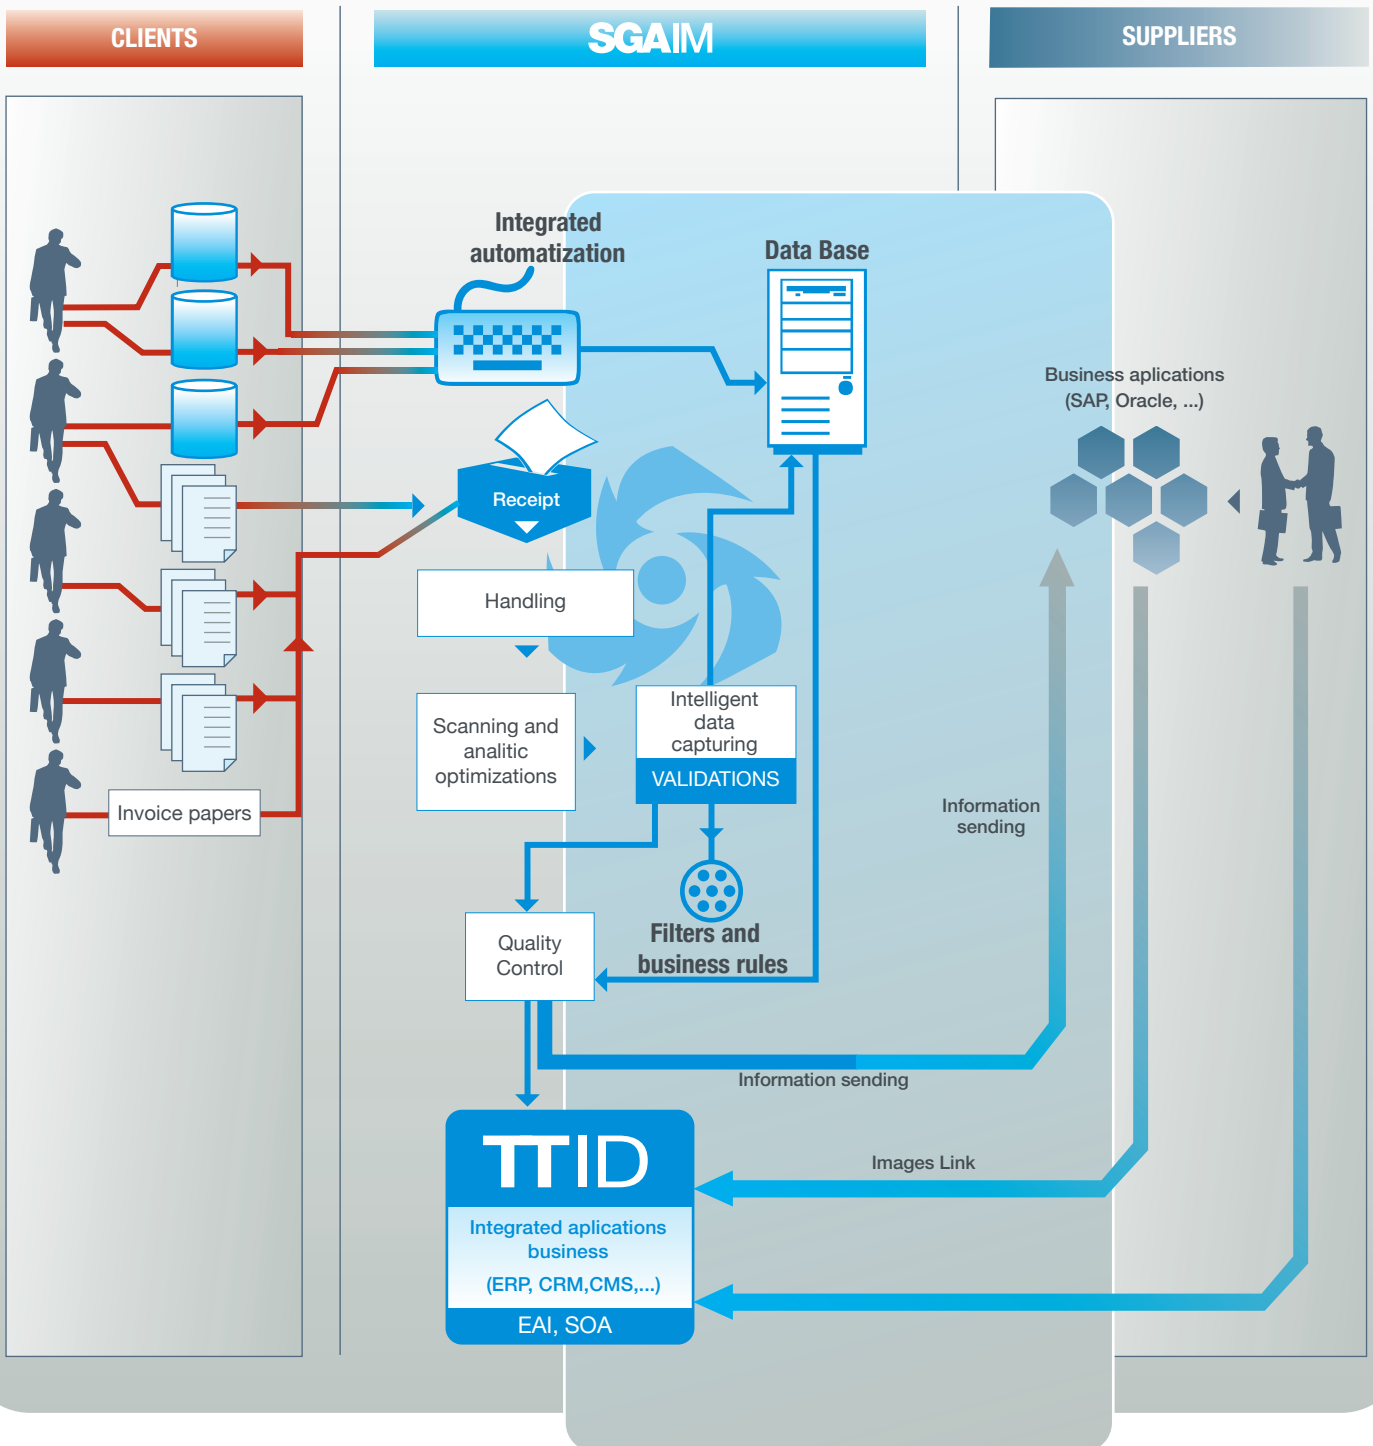 CLIENTS
SGAIM
SUPPLIERS
Integrated
automatization
Data Base
Business aplications
(SAP, Oracle, ...)
Receipt
Handling
Intelligent
data
capturing
VALIDATIONS
Scanning and
analitic
optimizations
Invoice papers
Information
sending
Filters and
business rules
Quality
Control
Information sending
TTID
Images Link
Integrated aplications
business
(ERP, CRM,CMS,...)
EAI, SOA